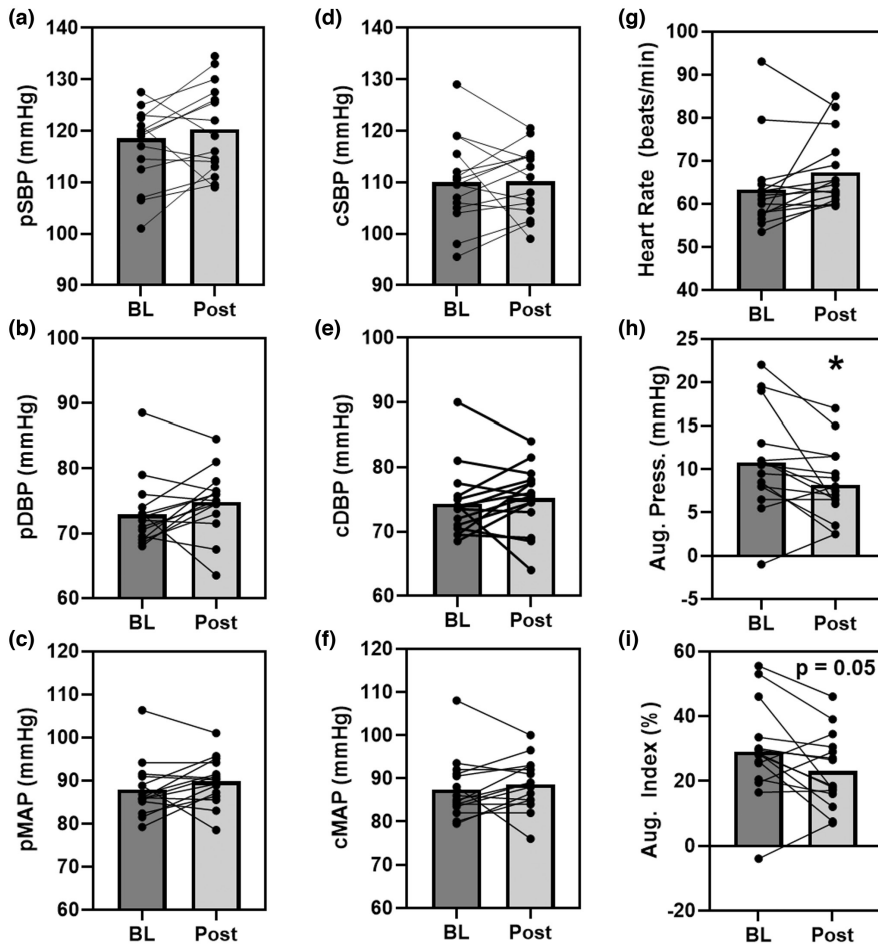 (a)
140
130
120
110
100
90
pSBP (mmHg)
BL Post
(b)
100
90
80
70
60
pDBP (mmHg)
BL Post
(c)
120
110
100
90
80
70
60
pMAP (mmHg)
BL Post
(d)
140
130
120
110
100
90
cSBP (mmHg)
BL Post
(e)
100
90
80
70
60
cDBP (mmHg)
BL Post
(f)
120
110
100
90
80
70
60
cMAP (mmHg)
BL Post
(g)
100
90
80
70
60
50
40
Heart Rate (beats/min)
BL Post
(h)
25
20
15
10
5
0
-5
Aug. Press. (mmHg)
*
BL Post
(i)
60
40
20
0
-20
Aug. Index (%)
p = 0.05
BL Post